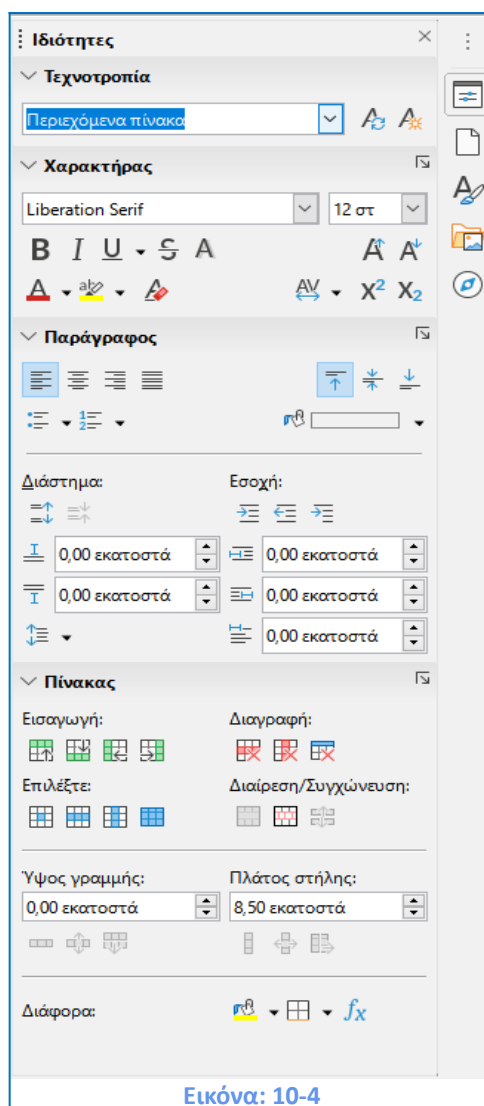 Ιδιότητες
Τεχνοτροπία
Περιεχόμενα πίνακα
Χαρακτήρας
Liberation Serif 12 στ
Παράγραφος
Διάστημα: Εσοχή:
0,00 εκατοστά 0,00 εκατοστά
0,00 εκατοστά 0,00 εκατοστά
0,00 εκατοστά
Πίνακας
Εισαγωγή: Διαγραφή:
Επιλέξτε: Διαίρεση/Συγχώνευση:
Ύψος γραμμής: Πλάτος στήλης:
0,00 εκατοστά 8,50 εκατοστά
Διάφορα:
Εικόνα: 10-4